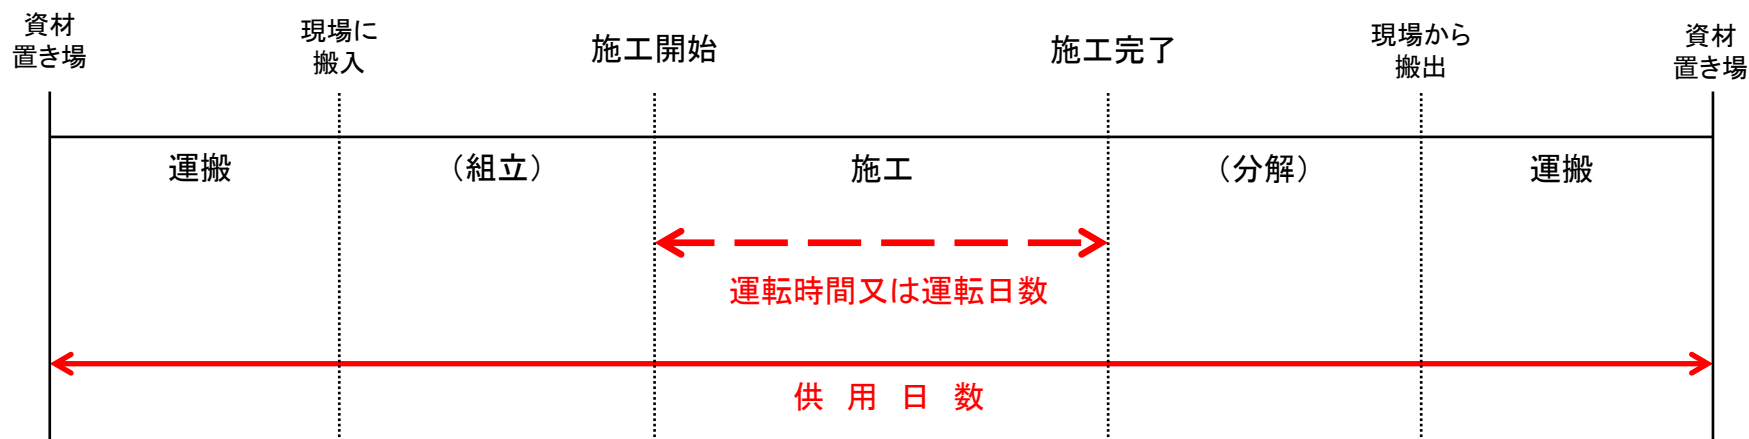 資材
置き場
現場に
搬入
施工開始
施工完了
現場から
搬出
資材
置き場
運搬
（組立）
施工
（分解）
運搬
運転時間又は運転日数
供 用 日 数